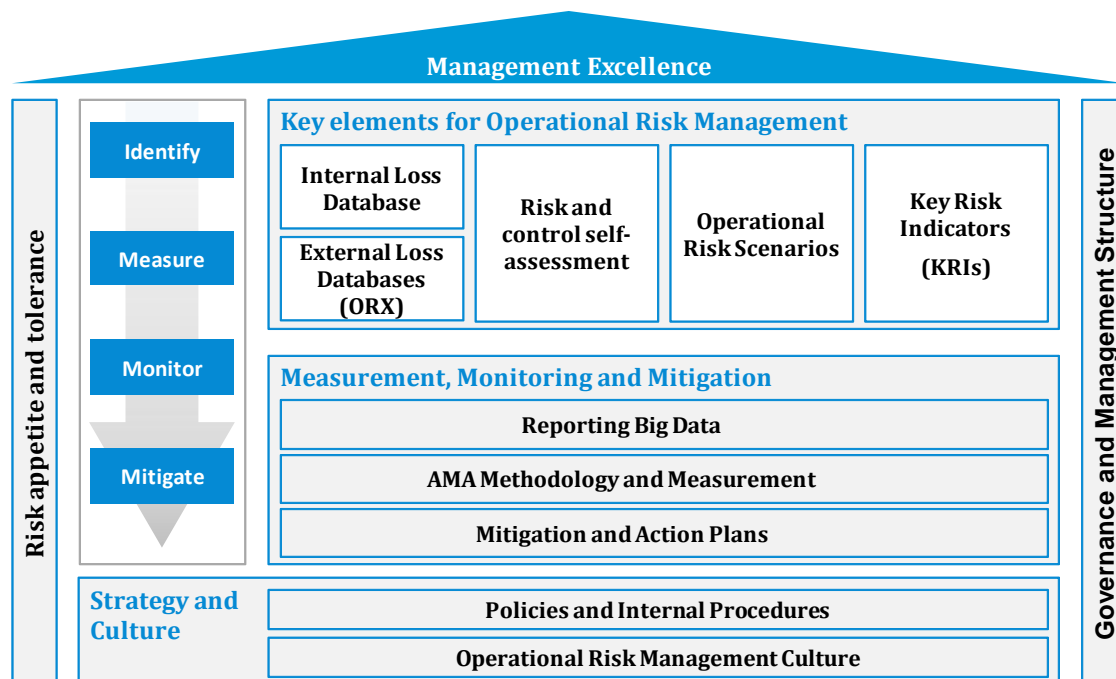 Management Excellence
Risk appetite and tolerance
Identify
Measure
Monitor
Mitigate
Key elements for Operational Risk Management
Internal Loss
Database
External Loss
Databases
(ORX)
Risk and
control self-
assessment
Operational
Risk Scenarios
Key Risk
Indicators
(KRIs)
Measurement, Monitoring and Mitigation
Reporting Big Data
AMA Methodology and Measurement
Mitigation and Action Plans
Strategy and
Culture
Policies and Internal Procedures
Operational Risk Management Culture
Governance and Management Structure